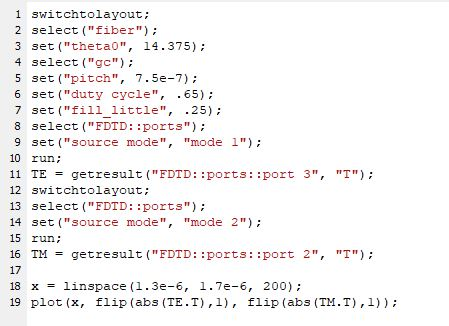 1 switchtolayout;
2 select("fiber");
3 set("theta0", 14.375);
4 select("gc");
5 set("pitch", 7.5e-7);
6 set("duty cycle", .65);
7 set("fill_little", .25);
8 select("FDTD::ports");
9 set("source mode", "mode 1");
10 run;
11 TE = getresult("FDTD::ports::port 3", "T");
12 switchtolayout;
13 select("FDTD::ports");
14 set("source mode", "mode 2");
15 run;
16 TM = getresult("FDTD::ports::port 2", "T");
17
18 x = linspace(1.3e-6, 1.7e-6, 200);
19 plot(x, flip(abs(TE.T),1), flip(abs(TM.T),1));